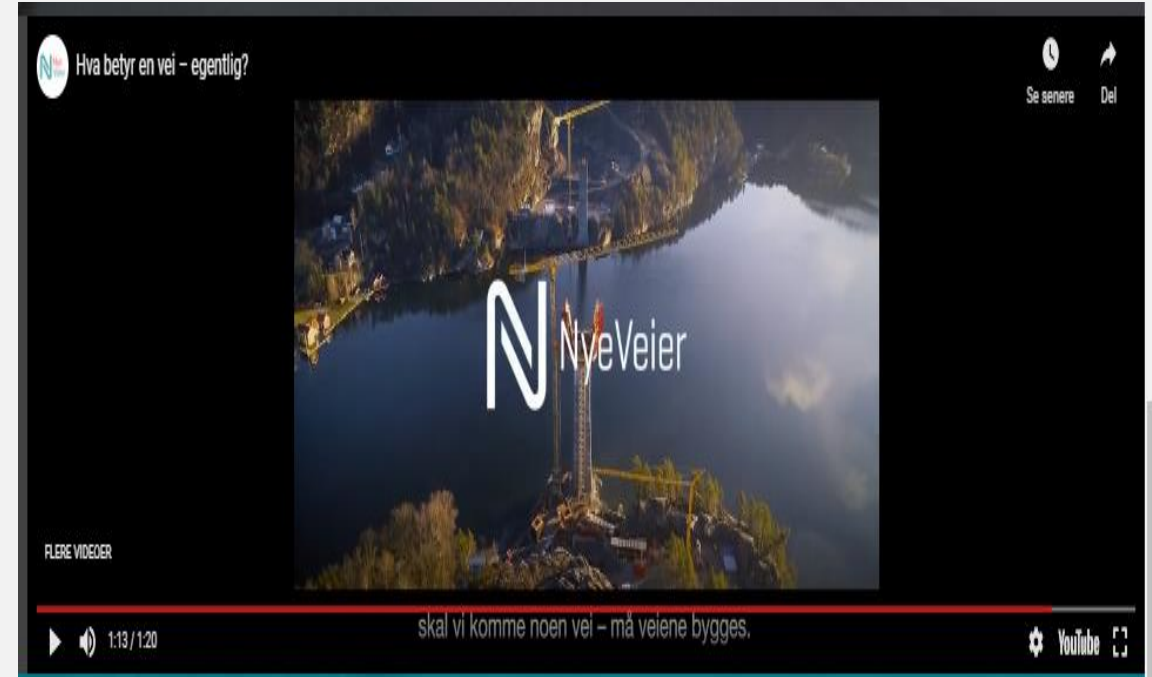 Hva betyr en vei – egentlig?
Se senere
Del
NyeVeier
FLERE VIDEOER
skal vi komme noen vei – må veiene bygges.
1:13 / 1:20
YouTube